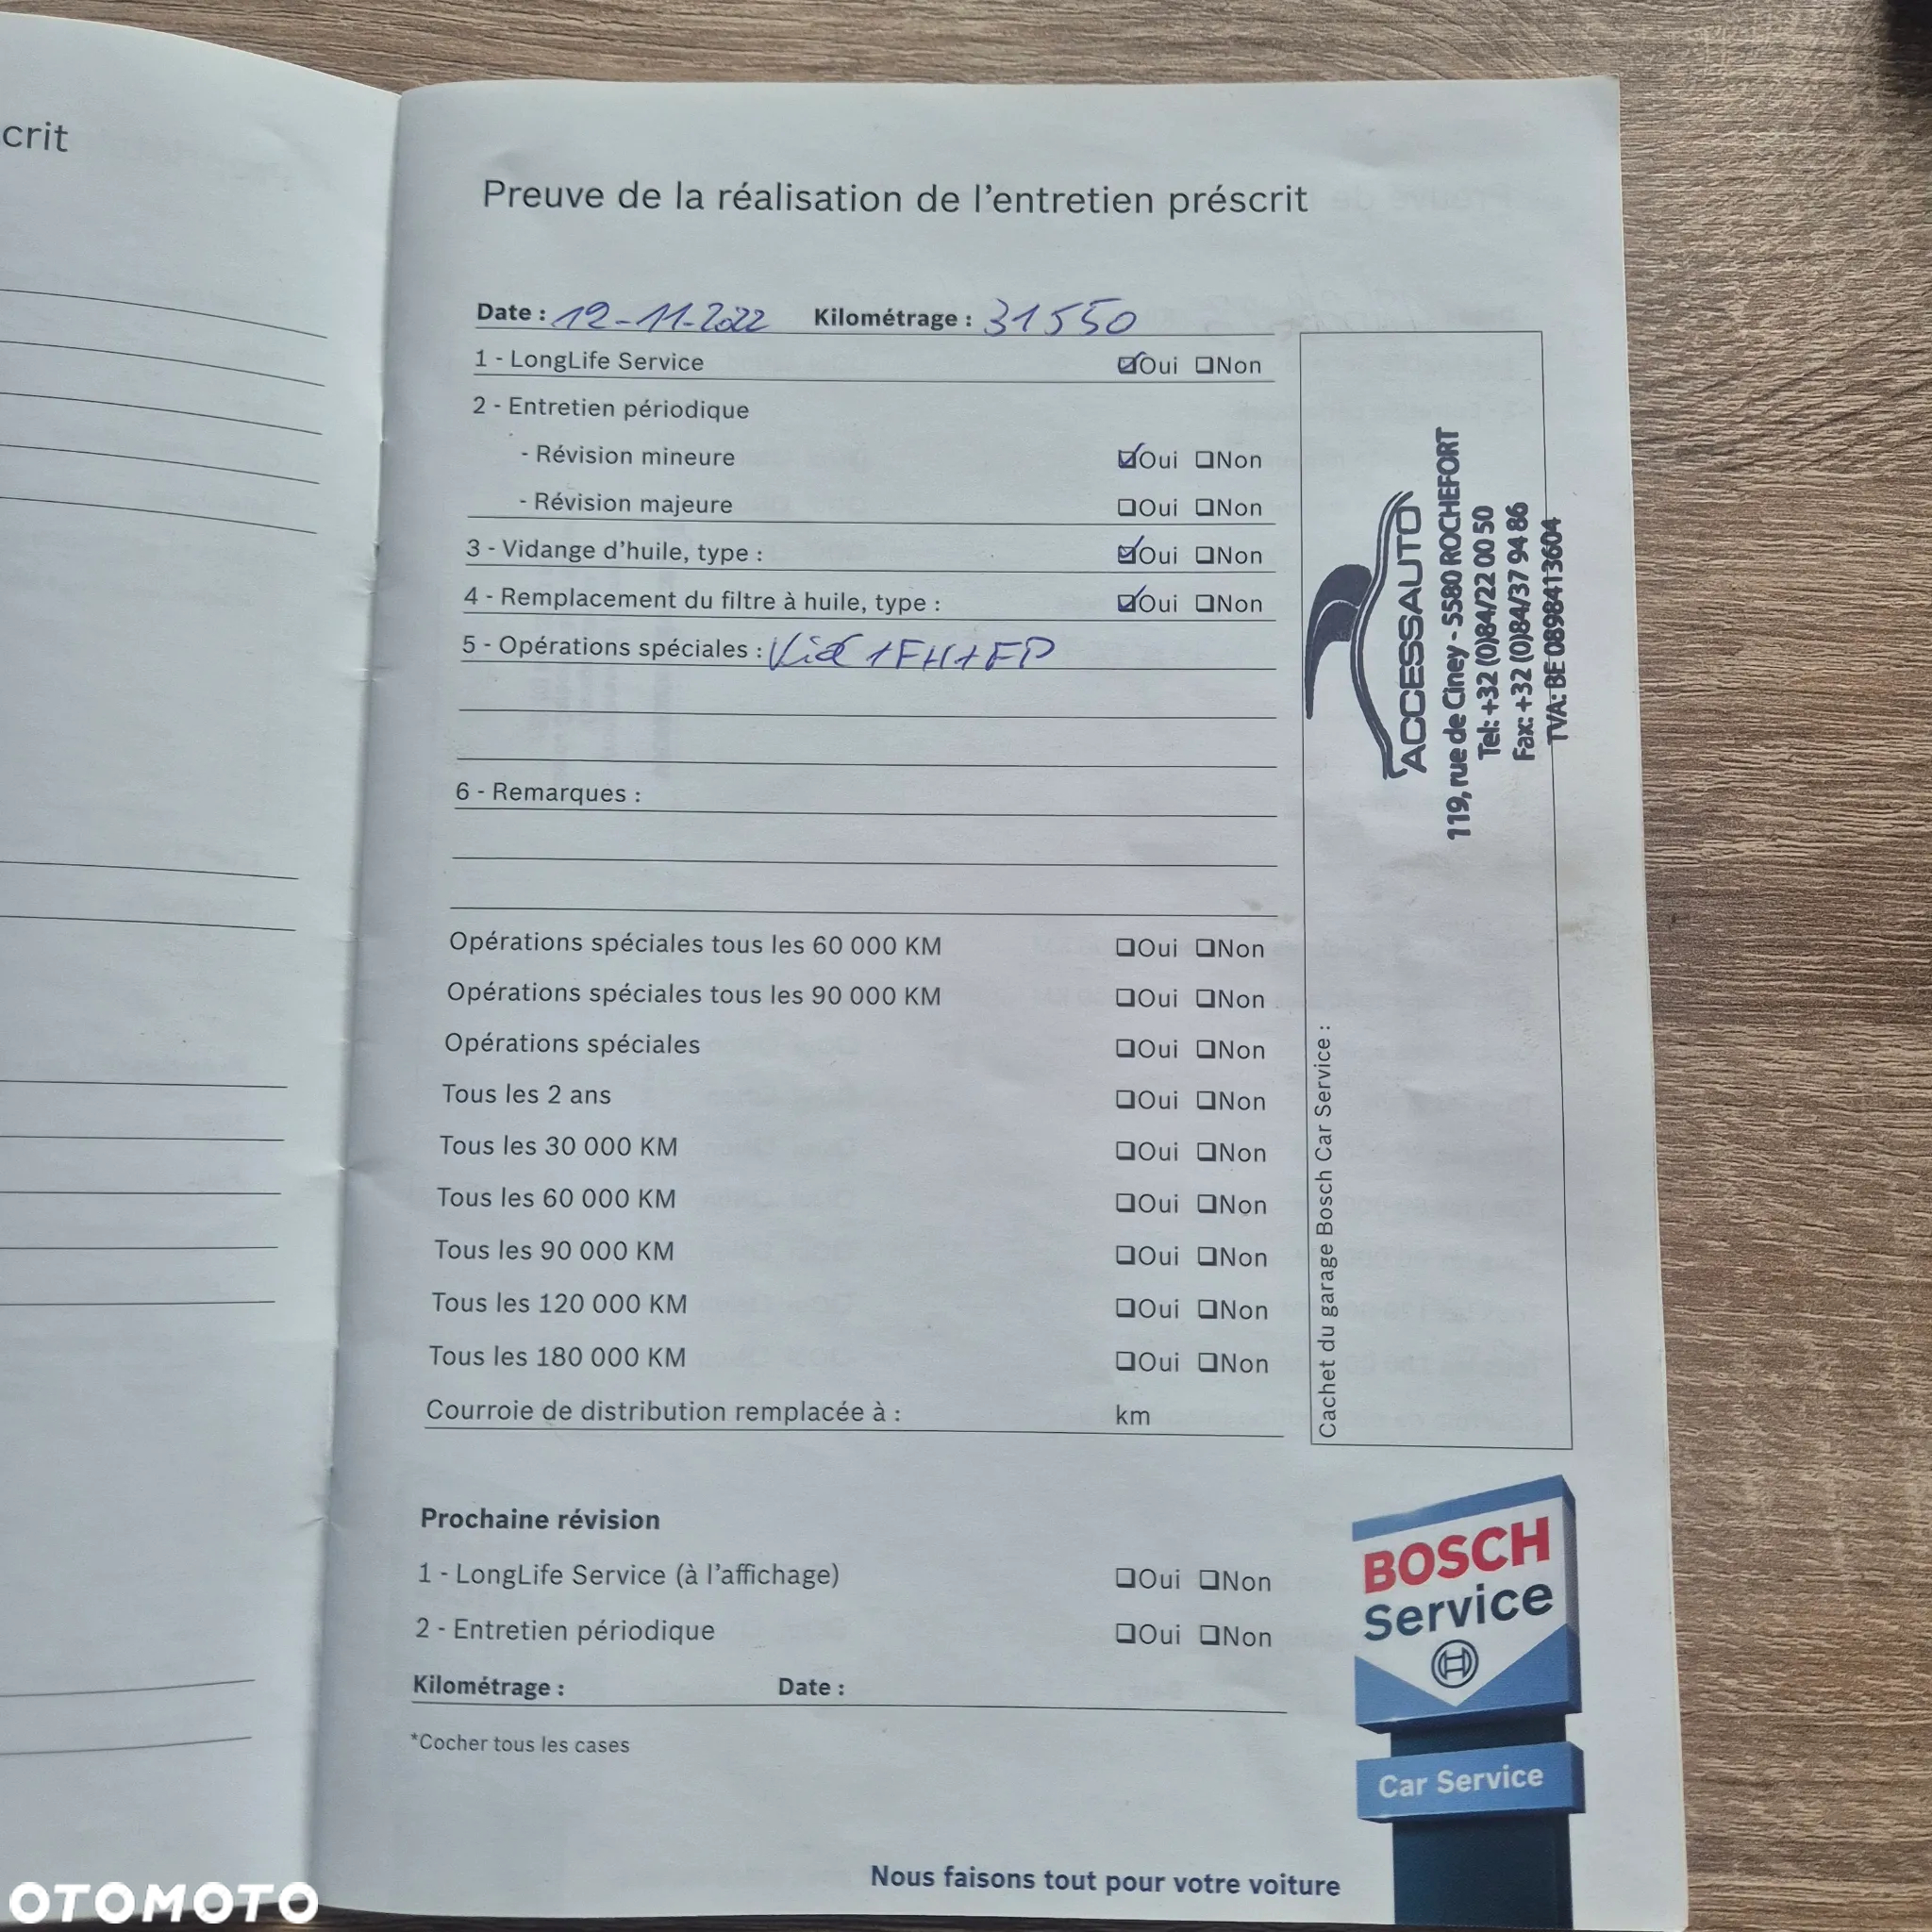 crit
Preuve de la réalisation de l'entretien préscrit
Date : 12-11-2022 Kilométrage : 31550
1 - LongLife Service ☑Oui ❑Non
2 - Entretien périodique
- Révision mineure ☑Oui ❑Non
- Révision majeure ❑Oui ❑Non
3 - Vidange d'huile, type : ☑Oui ❑Non
4 - Remplacement du filtre à huile, type : ☑Oui ❑Non
5 - Opérations spéciales : Vid + FH + FP
6 - Remarques :
Opérations spéciales tous les 60 000 KM ❑Oui ❑Non
Opérations spéciales tous les 90 000 KM ❑Oui ❑Non
Opérations spéciales ❑Oui ❑Non
Tous les 2 ans ❑Oui ❑Non
Tous les 30 000 KM ❑Oui ❑Non
Tous les 60 000 KM ❑Oui ❑Non
Tous les 90 000 KM ❑Oui ❑Non
Tous les 120 000 KM ❑Oui ❑Non
Tous les 180 000 KM ❑Oui ❑Non
Courroie de distribution remplacée à : km
Prochaine révision
1 - LongLife Service (à l'affichage) ❑Oui ❑Non
2 - Entretien périodique ❑Oui ❑Non
Kilométrage : Date :
*Cocher tous les cases
Cachet du garage Bosch Car Service :
ACCESSAUTO
119, rue de Ciney - 5580 ROCHEFORT
Tel: +32 (0)84/22 00 50
Fax: +32 (0)84/37 94 86
TVA: BE 0898413604
BOSCH
Service
Car Service
Nous faisons tout pour votre voiture
OTOMOTO